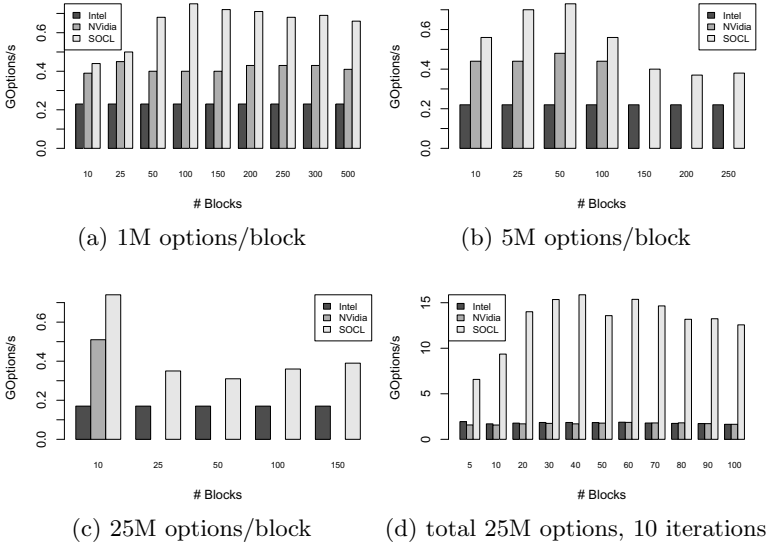 GOptions/s
0.0 0.2 0.4 0.6
Intel
NVidia
SOCL
10 25 50 100 150 200 250 300 500
# Blocks
(a) 1M options/block
GOptions/s
0.0 0.2 0.4 0.6
Intel
NVidia
SOCL
10 25 50 100 150 200 250
# Blocks
(b) 5M options/block
GOptions/s
0.0 0.2 0.4 0.6
Intel
NVidia
SOCL
10 25 50 100 150
# Blocks
(c) 25M options/block
GOptions/s
0 5 10 15
Intel
NVidia
SOCL
5 10 20 30 40 50 60 70 80 90 100
# Blocks
(d) total 25M options, 10 iterations